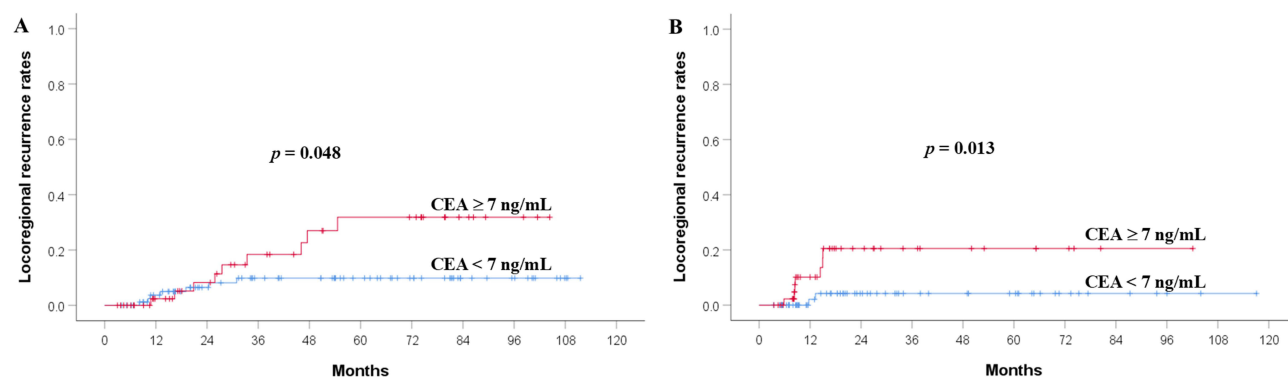 A
Locoregional recurrence rates
1.0
0.8
0.6
0.4
0.2
0.0
p = 0.048
CEA ≥ 7 ng/mL
CEA < 7 ng/mL
0 12 24 36 48 60 72 84 96 108 120
Months
B
Locoregional recurrence rates
1.0
0.8
0.6
0.4
0.2
0.0
p = 0.013
CEA ≥ 7 ng/mL
CEA < 7 ng/mL
0 12 24 36 48 60 72 84 96 108 120
Months